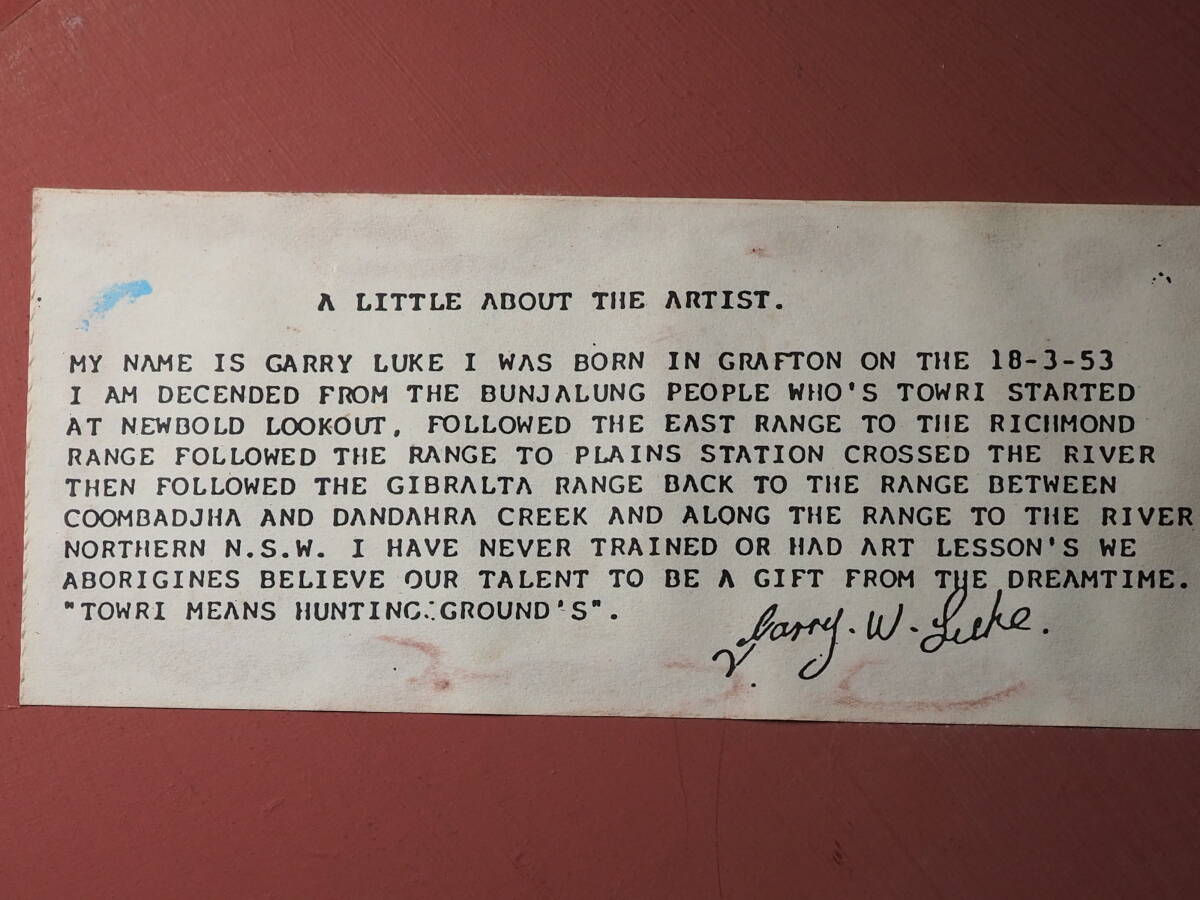 A LITTLE ABOUT THE ARTIST.
MY NAME IS GARRY LUKE I WAS BORN IN GRAFTON ON THE 18-3-53
I AM DECENDED FROM THE BUNJALUNG PEOPLE WHO'S TOWRI STARTED
AT NEWBOLD LOOKOUT, FOLLOWED THE EAST RANGE TO THE RICHMOND
RANGE FOLLOWED THE RANGE TO PLAINS STATION CROSSED THE RIVER
THEN FOLLOWED THE GIBRALTA RANGE BACK TO THE RANGE BETWEEN
COOMBADJHA AND DANDAHRA CREEK AND ALONG THE RANGE TO THE RIVER
NORTHERN N.S.W. I HAVE NEVER TRAINED OR HAD ART LESSON'S WE
ABORIGINES BELIEVE OUR TALENT TO BE A GIFT FROM THE DREAMTIME.
"TOWRI MEANS HUNTING GROUND'S".
Garry. W. Luke.